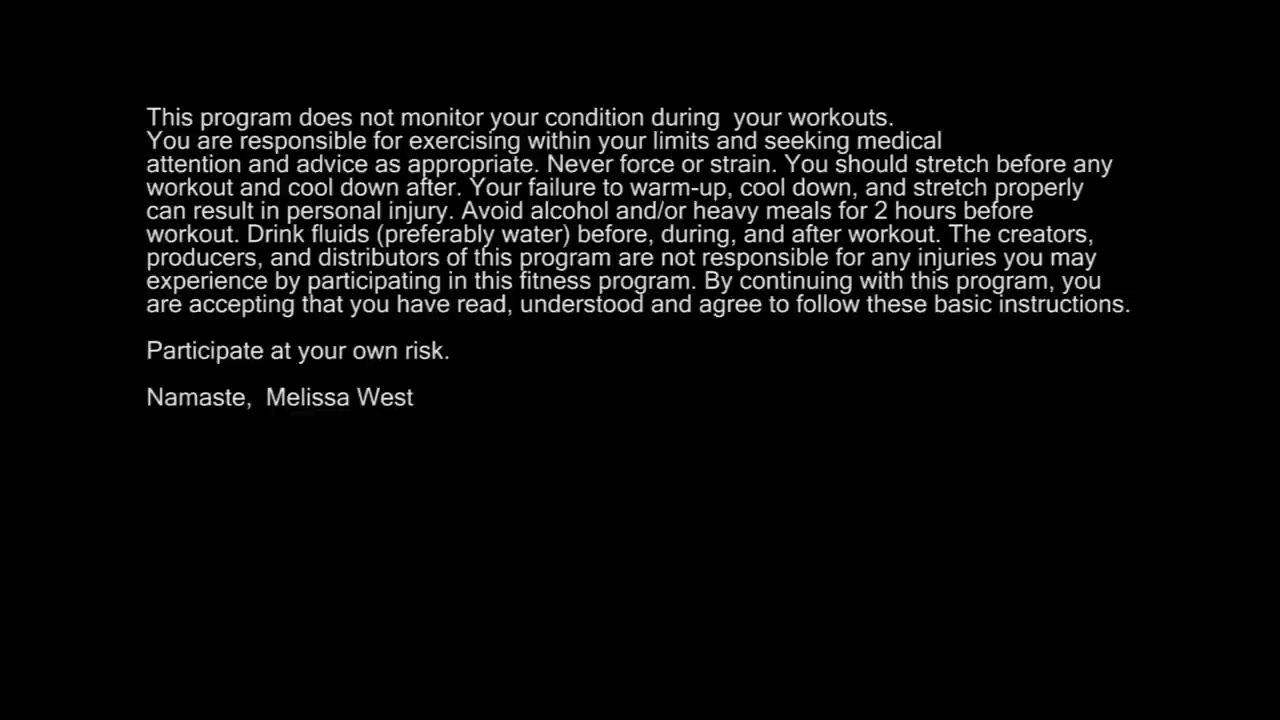 This program does not monitor your condition during  your workouts.
You are responsible for exercising within your limits and seeking medical
attention and advice as appropriate. Never force or strain. You should stretch before any
workout and cool down after. Your failure to warm-up, cool down, and stretch properly
can result in personal injury. Avoid alcohol and/or heavy meals for 2 hours before
workout. Drink fluids (preferably water) before, during, and after workout. The creators,
producers, and distributors of this program are not responsible for any injuries you may
experience by participating in this fitness program. By continuing with this program, you
are accepting that you have read, understood and agree to follow these basic instructions.
Participate at your own risk.
Namaste,  Melissa West